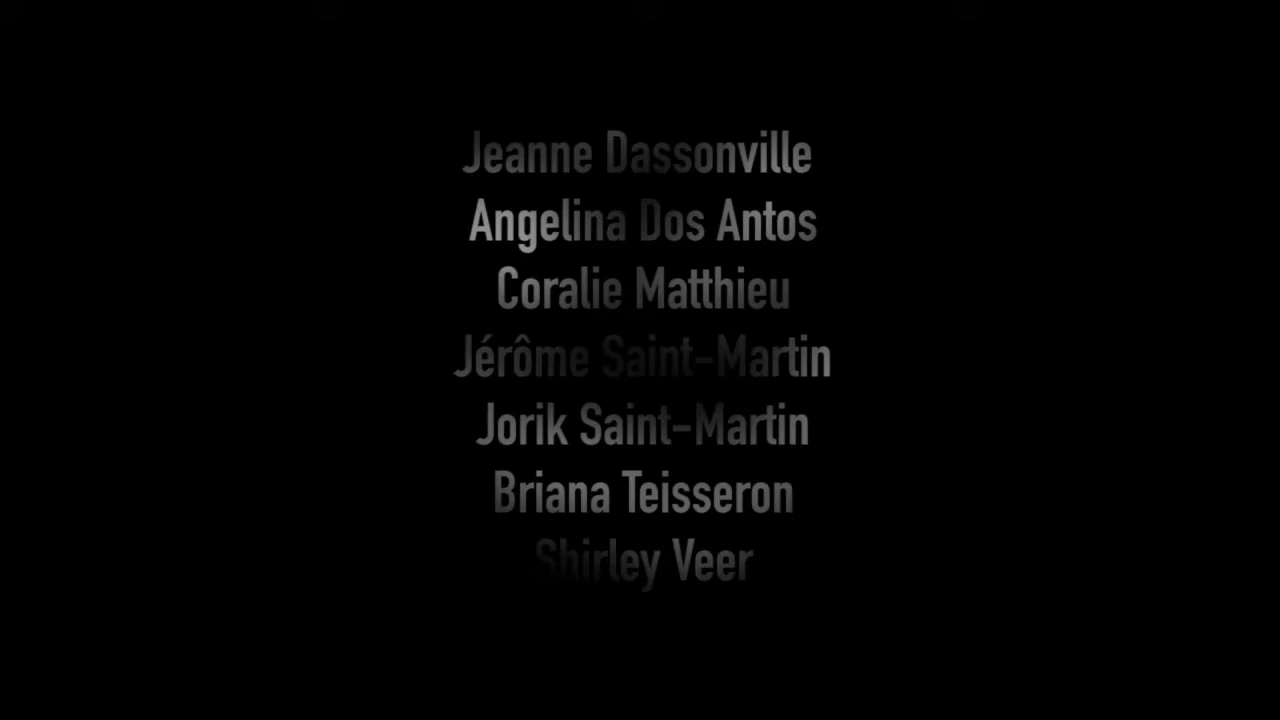 Jeanne Dassonville
Angelina Dos Antos
Coralie Matthieu
Jérôme Saint-Martin
Jorik Saint-Martin
Briana Teisseron
Shirley Veer